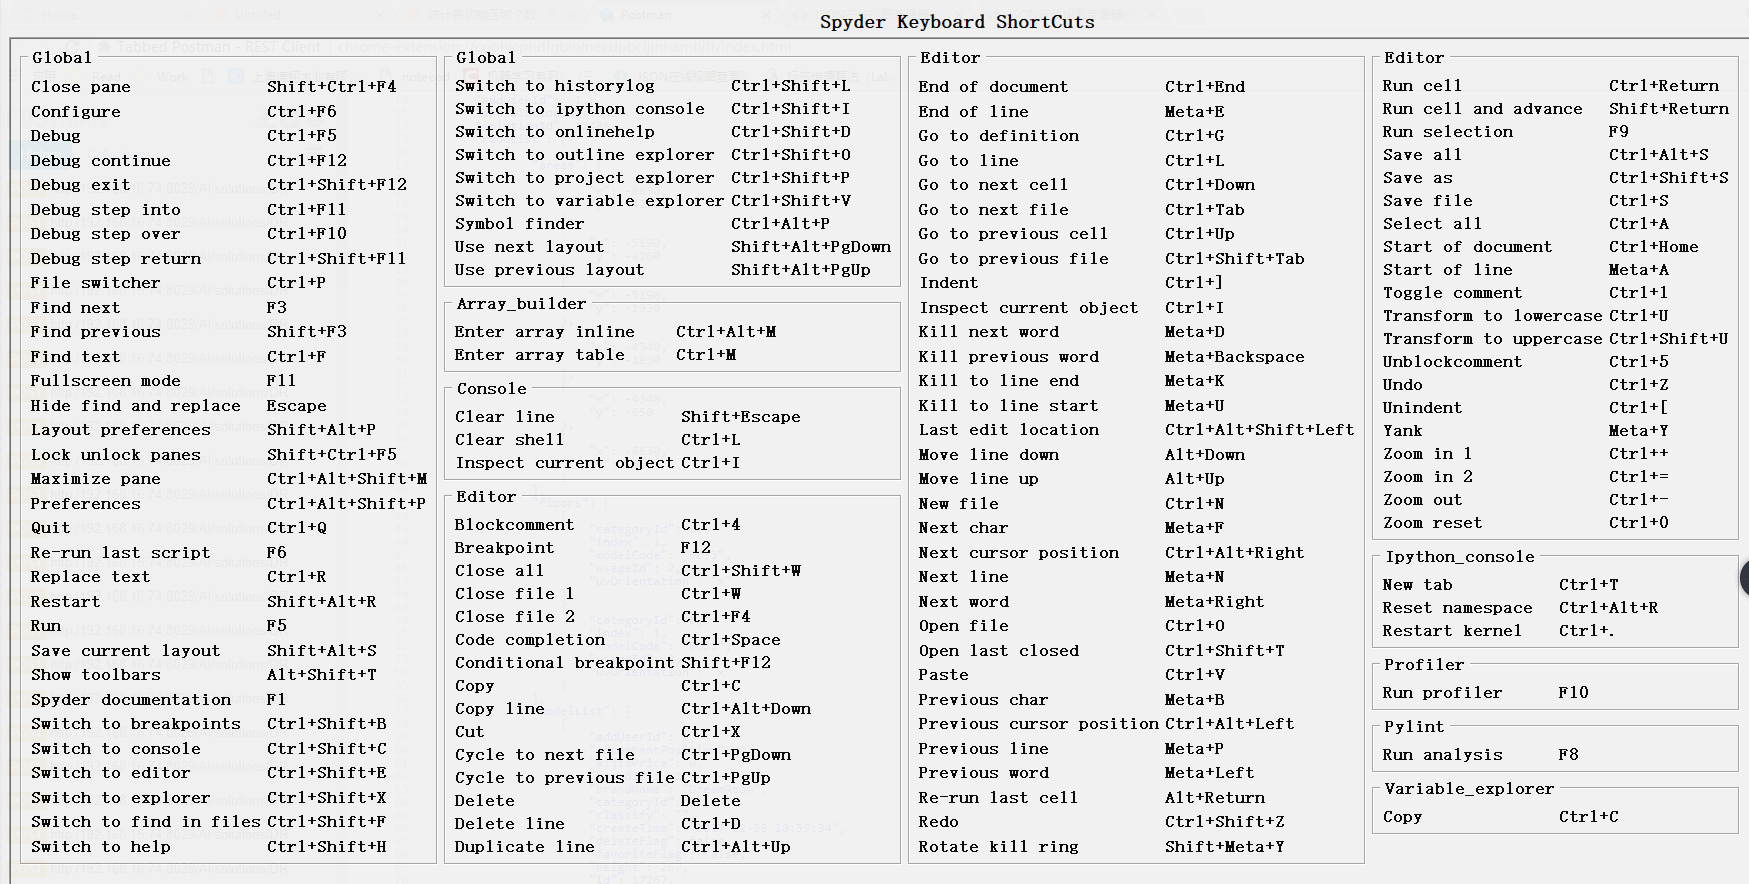 Spyder Keyboard ShortCuts
Global
Close pane Shift+Ctrl+F4
Configure Ctrl+F6
Debug Ctrl+F5
Debug continue Ctrl+F12
Debug exit Ctrl+Shift+F12
Debug step into Ctrl+F11
Debug step over Ctrl+F10
Debug step return Ctrl+Shift+F11
File switcher Ctrl+P
Find next F3
Find previous Shift+F3
Find text Ctrl+F
Fullscreen mode F11
Hide find and replace Escape
Layout preferences Shift+Alt+P
Lock unlock panes Shift+Ctrl+F5
Maximize pane Ctrl+Alt+Shift+M
Preferences Ctrl+Alt+Shift+P
Quit Ctrl+Q
Re-run last script F6
Replace text Ctrl+R
Restart Shift+Alt+R
Run F5
Save current layout Shift+Alt+S
Show toolbars Alt+Shift+T
Spyder documentation F1
Switch to breakpoints Ctrl+Shift+B
Switch to console Ctrl+Shift+C
Switch to editor Ctrl+Shift+E
Switch to explorer Ctrl+Shift+X
Switch to find in files Ctrl+Shift+F
Switch to help Ctrl+Shift+H
Global
Switch to historylog Ctrl+Shift+L
Switch to ipython console Ctrl+Shift+I
Switch to onlinehelp Ctrl+Shift+D
Switch to outline explorer Ctrl+Shift+O
Switch to project explorer Ctrl+Shift+P
Switch to variable explorer Ctrl+Shift+V
Symbol finder Ctrl+Alt+P
Use next layout Shift+Alt+PgDown
Use previous layout Shift+Alt+PgUp
Array_builder
Enter array inline Ctrl+Alt+M
Enter array table Ctrl+M
Console
Clear line Shift+Escape
Clear shell Ctrl+L
Inspect current object Ctrl+I
Editor
Blockcomment Ctrl+4
Breakpoint F12
Close all Ctrl+Shift+W
Close file 1 Ctrl+W
Close file 2 Ctrl+F4
Code completion Ctrl+Space
Conditional breakpoint Shift+F12
Copy Ctrl+C
Copy line Ctrl+Alt+Down
Cut Ctrl+X
Cycle to next file Ctrl+PgDown
Cycle to previous file Ctrl+PgUp
Delete Delete
Delete line Ctrl+D
Duplicate line Ctrl+Alt+Up
Editor
End of document Ctrl+End
End of line Meta+E
Go to definition Ctrl+G
Go to line Ctrl+L
Go to next cell Ctrl+Down
Go to next file Ctrl+Tab
Go to previous cell Ctrl+Up
Go to previous file Ctrl+Shift+Tab
Indent Ctrl+]
Inspect current object Ctrl+I
Kill next word Meta+D
Kill previous word Meta+Backspace
Kill to line end Meta+K
Kill to line start Meta+U
Last edit location Ctrl+Alt+Shift+Left
Move line down Alt+Down
Move line up Alt+Up
New file Ctrl+N
Next char Meta+F
Next cursor position Ctrl+Alt+Right
Next line Meta+N
Next word Meta+Right
Open file Ctrl+O
Open last closed Ctrl+Shift+T
Paste Ctrl+V
Previous char Meta+B
Previous cursor position Ctrl+Alt+Left
Previous line Meta+P
Previous word Meta+Left
Re-run last cell Alt+Return
Redo Ctrl+Shift+Z
Rotate kill ring Shift+Meta+Y
Editor
Run cell Ctrl+Return
Run cell and advance Shift+Return
Run selection F9
Save all Ctrl+Alt+S
Save as Ctrl+Shift+S
Save file Ctrl+S
Select all Ctrl+A
Start of document Ctrl+Home
Start of line Meta+A
Toggle comment Ctrl+1
Transform to lowercase Ctrl+U
Transform to uppercase Ctrl+Shift+U
Unblockcomment Ctrl+5
Undo Ctrl+Z
Unindent Ctrl+[
Yank Meta+Y
Zoom in 1 Ctrl++
Zoom in 2 Ctrl+=
Zoom out Ctrl+-
Zoom reset Ctrl+0
Ipython_console
New tab Ctrl+T
Reset namespace Ctrl+Alt+R
Restart kernel Ctrl+.
Profiler
Run profiler F10
Pylint
Run analysis F8
Variable_explorer
Copy Ctrl+C